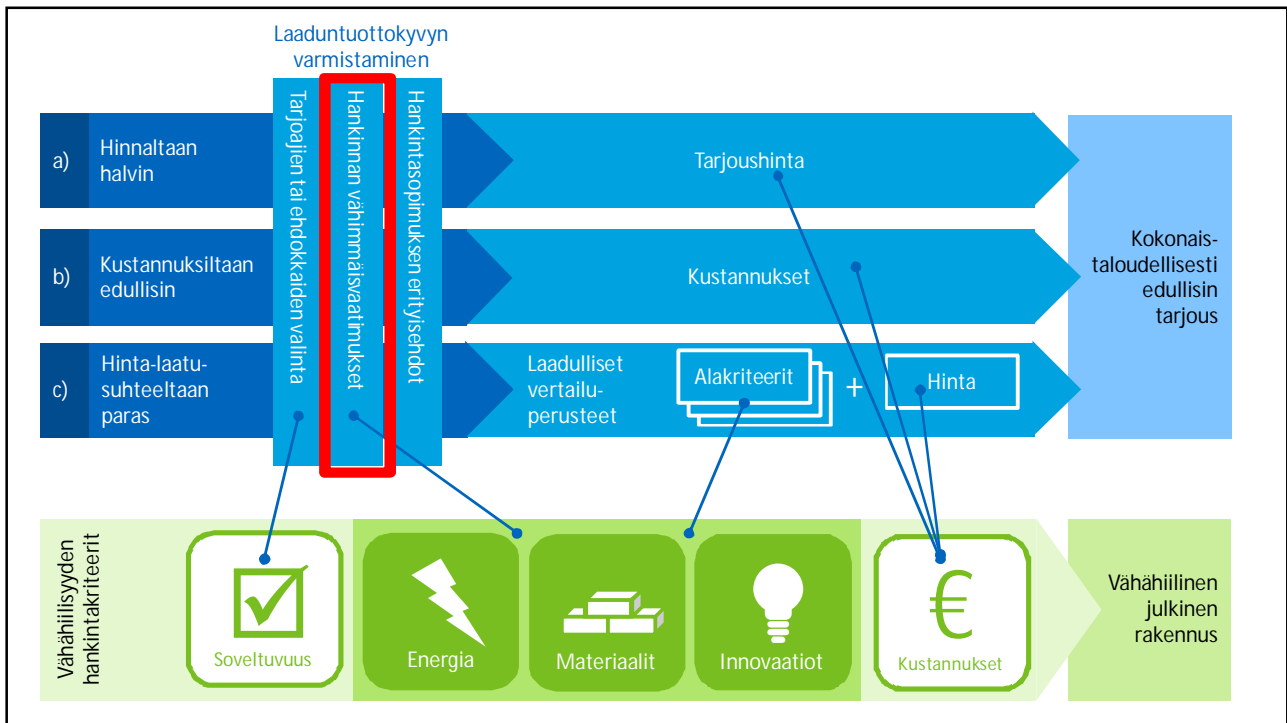 Laaduntuottokyvyn
varmistaminen
Tarjoajien tai ehdokkaiden valinta
Hankinnan vähimmäisvaatimukset
Hankintasopimuksen erityisehdot
a)
Hinnaltaan
halvin
Tarjoushinta
b)
Kustannuksiltaan
edullisin
Kustannukset
c)
Hinta-laatu-
suhteeltaan
paras
Laadulliset
vertailu-
perusteet
Alakriteerit
+
Hinta
Kokonais-
taloudellisesti
edullisin
tarjous
Vähähiilisyyden
hankintakriteerit
Soveltuvuus
Energia
Materiaalit
Innovaatiot
€
Kustannukset
Vähähiilinen
julkinen
rakennus